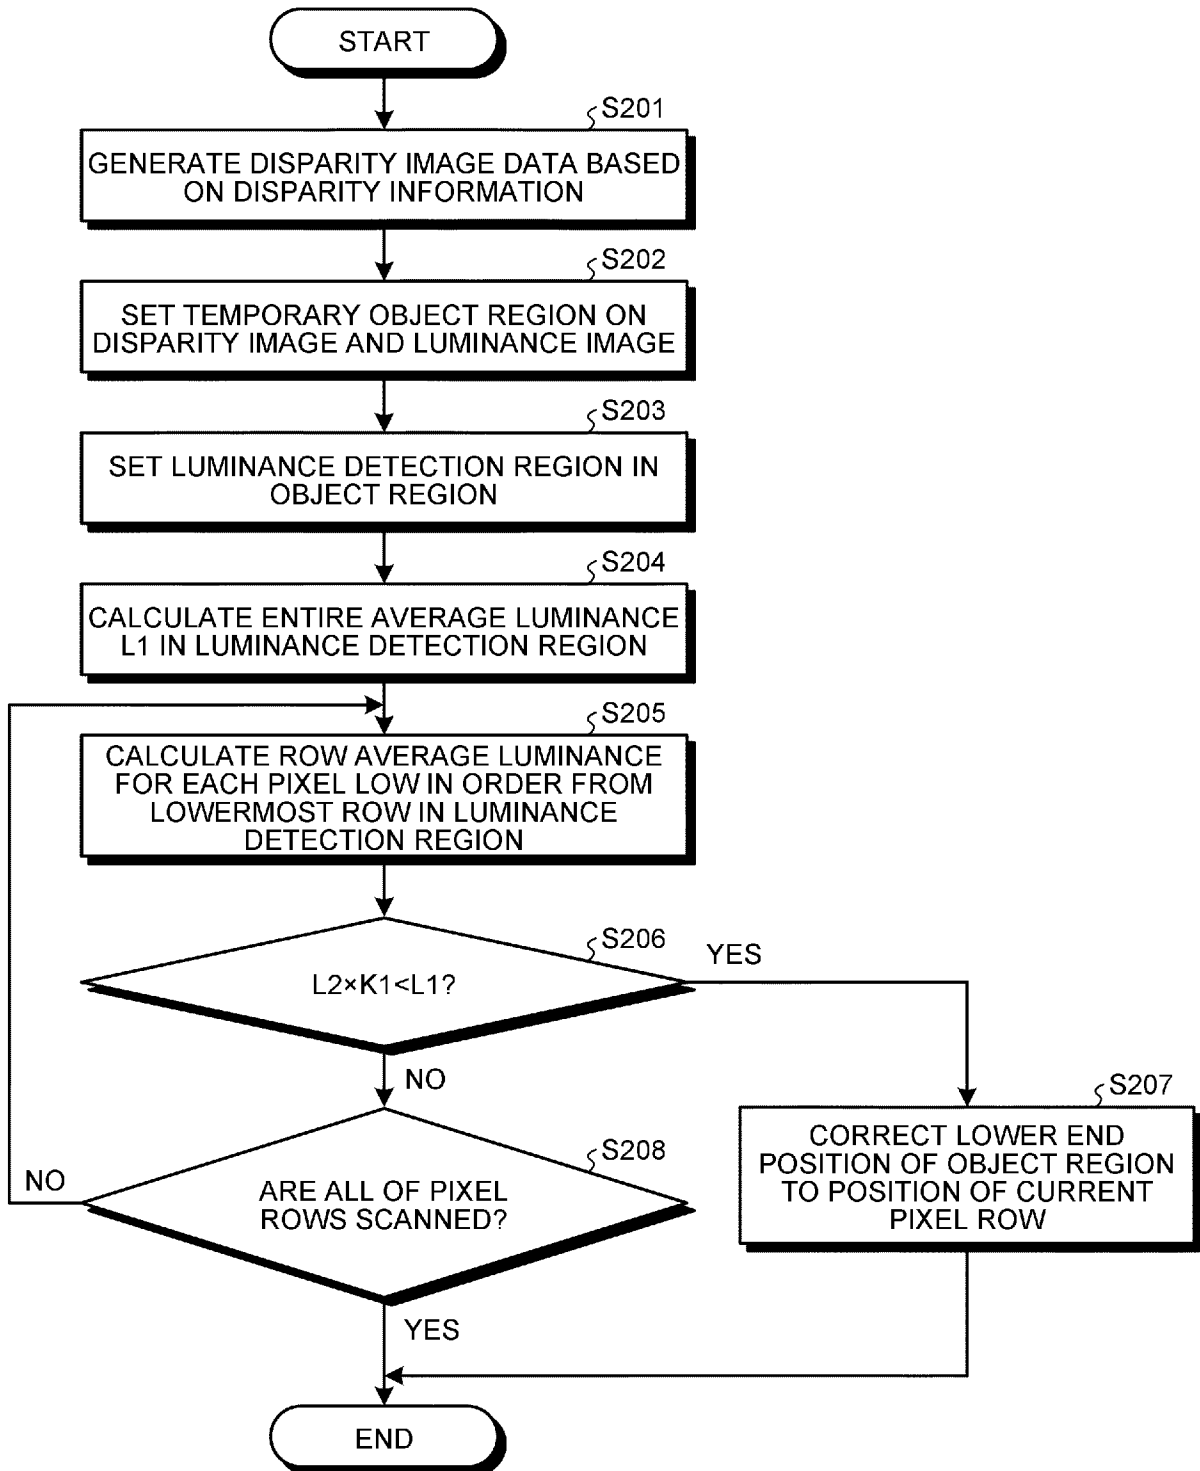 START
S201
GENERATE DISPARITY IMAGE DATA BASED
ON DISPARITY INFORMATION
S202
SET TEMPORARY OBJECT REGION ON
DISPARITY IMAGE AND LUMINANCE IMAGE
S203
SET LUMINANCE DETECTION REGION IN
OBJECT REGION
S204
CALCULATE ENTIRE AVERAGE LUMINANCE
L1 IN LUMINANCE DETECTION REGION
S205
CALCULATE ROW AVERAGE LUMINANCE
FOR EACH PIXEL LOW IN ORDER FROM
LOWERMOST ROW IN LUMINANCE
DETECTION REGION
S206
YES
L2×K1<L1?
NO
S207
CORRECT LOWER END
POSITION OF OBJECT REGION
TO POSITION OF CURRENT
PIXEL ROW
S208
NO
ARE ALL OF PIXEL
ROWS SCANNED?
YES
END